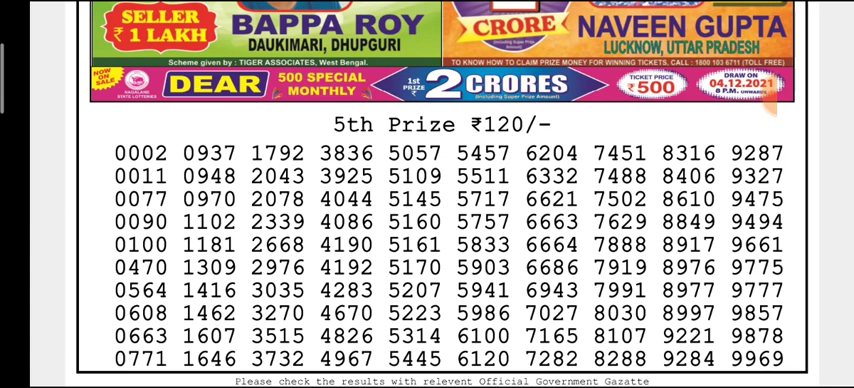 SELLER
₹ 1 LAKH
BAPPA ROY
DAUKIMARI, DHUPGURI
Scheme given by : TIGER ASSOCIATES, West Bengal.
CRORE
(Including Super Prize Amount)
NAVEEN GUPTA
LUCKNOW, UTTAR PRADESH
TO KNOW HOW TO CLAIM PRIZE MONEY FOR WINNING TICKETS, CALL : 1800 103 6711 (TOLL FREE)
NOW ON SALE
NAGALAND STATE LOTTERIES
DEAR
500 SPECIAL
MONTHLY
1st PRIZE ₹
2 CRORES
(Including Super Prize Amount)
TICKET PRICE
₹ 500
DRAW ON
04.12.2021
8 P.M. ONWARDS
5th Prize ₹120/-
0002 0937 1792 3836 5057 5457 6204 7451 8316 9287
0011 0948 2043 3925 5109 5511 6332 7488 8406 9327
0077 0970 2078 4044 5145 5717 6621 7502 8610 9475
0090 1102 2339 4086 5160 5757 6663 7629 8849 9494
0100 1181 2668 4190 5161 5833 6664 7888 8917 9661
0470 1309 2976 4192 5170 5903 6686 7919 8976 9775
0564 1416 3035 4283 5207 5941 6943 7991 8977 9777
0608 1462 3270 4670 5223 5986 7027 8030 8997 9857
0663 1607 3515 4826 5314 6100 7165 8107 9221 9878
0771 1646 3732 4967 5445 6120 7282 8288 9284 9969
Please check the results with relevent Official Government Gazatte